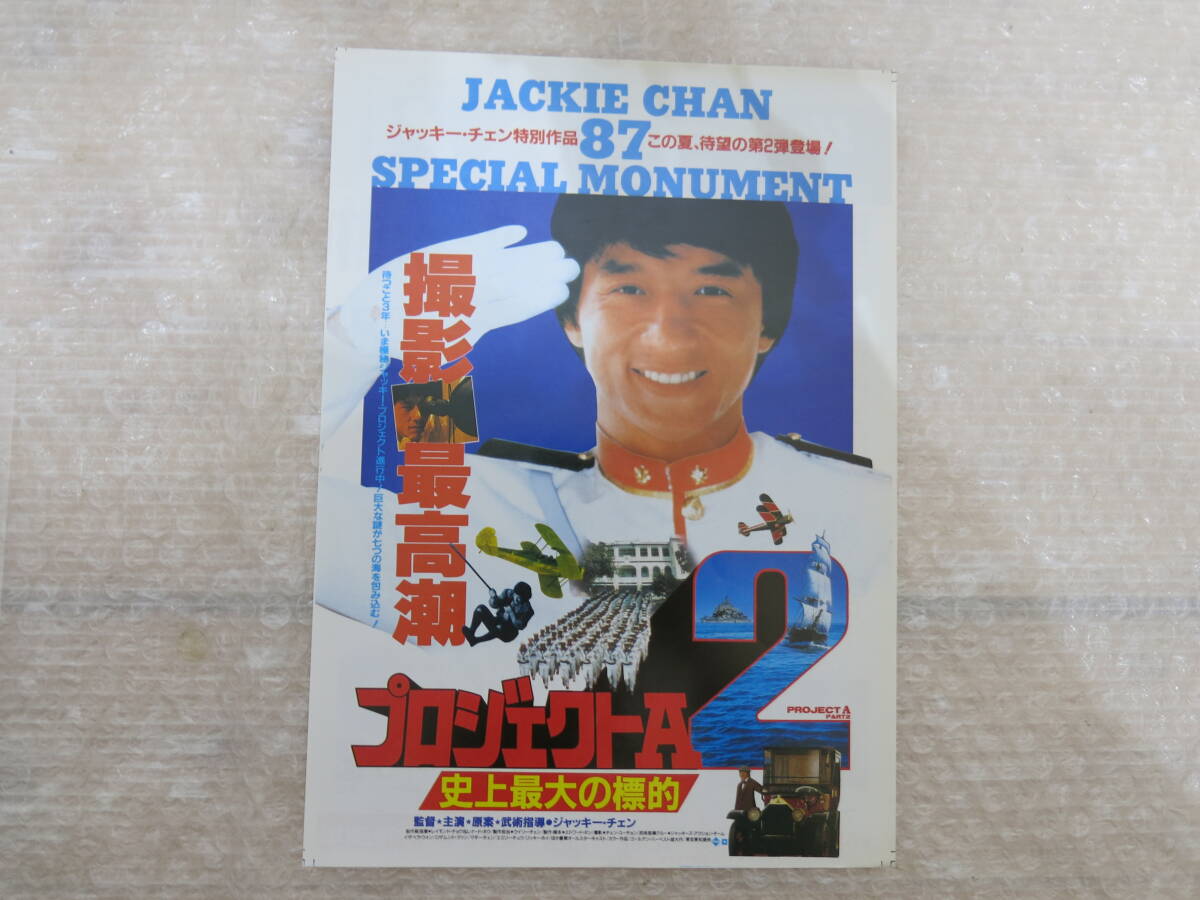 JACKIE CHAN
ジャッキー・チェン特別作品
87
この夏、待望の第2弾登場!
SPECIAL MONUMENT
撮影
最高潮
待つこと3年
いま極秘ジャッキー・プロジェクト進行中!巨大な謎が七つの海を包み込む!
プロジェクトA
2
PROJECT A
PART2
史上最大の標的
監督★主演★原案★武術指導●ジャッキー・チェン